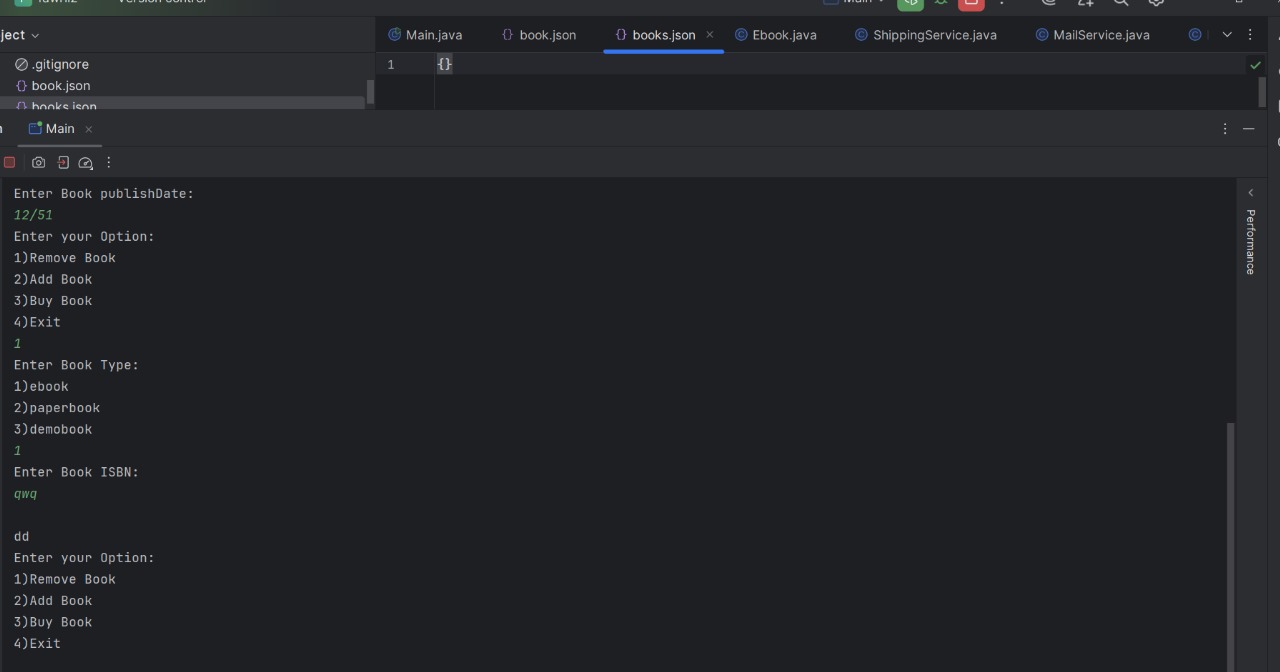 Version control
Main
ject
Main.java
book.json
books.json
Ebook.java
ShippingService.java
MailService.java
.gitignore
1
{}
book.json
books.json
Main
Enter Book publishDate:
12/51
Enter your Option:
1)Remove Book
2)Add Book
3)Buy Book
4)Exit
1
Enter Book Type:
1)ebook
2)paperbook
3)demobook
1
Enter Book ISBN:
qwq
dd
Enter your Option:
1)Remove Book
2)Add Book
3)Buy Book
4)Exit
Performance